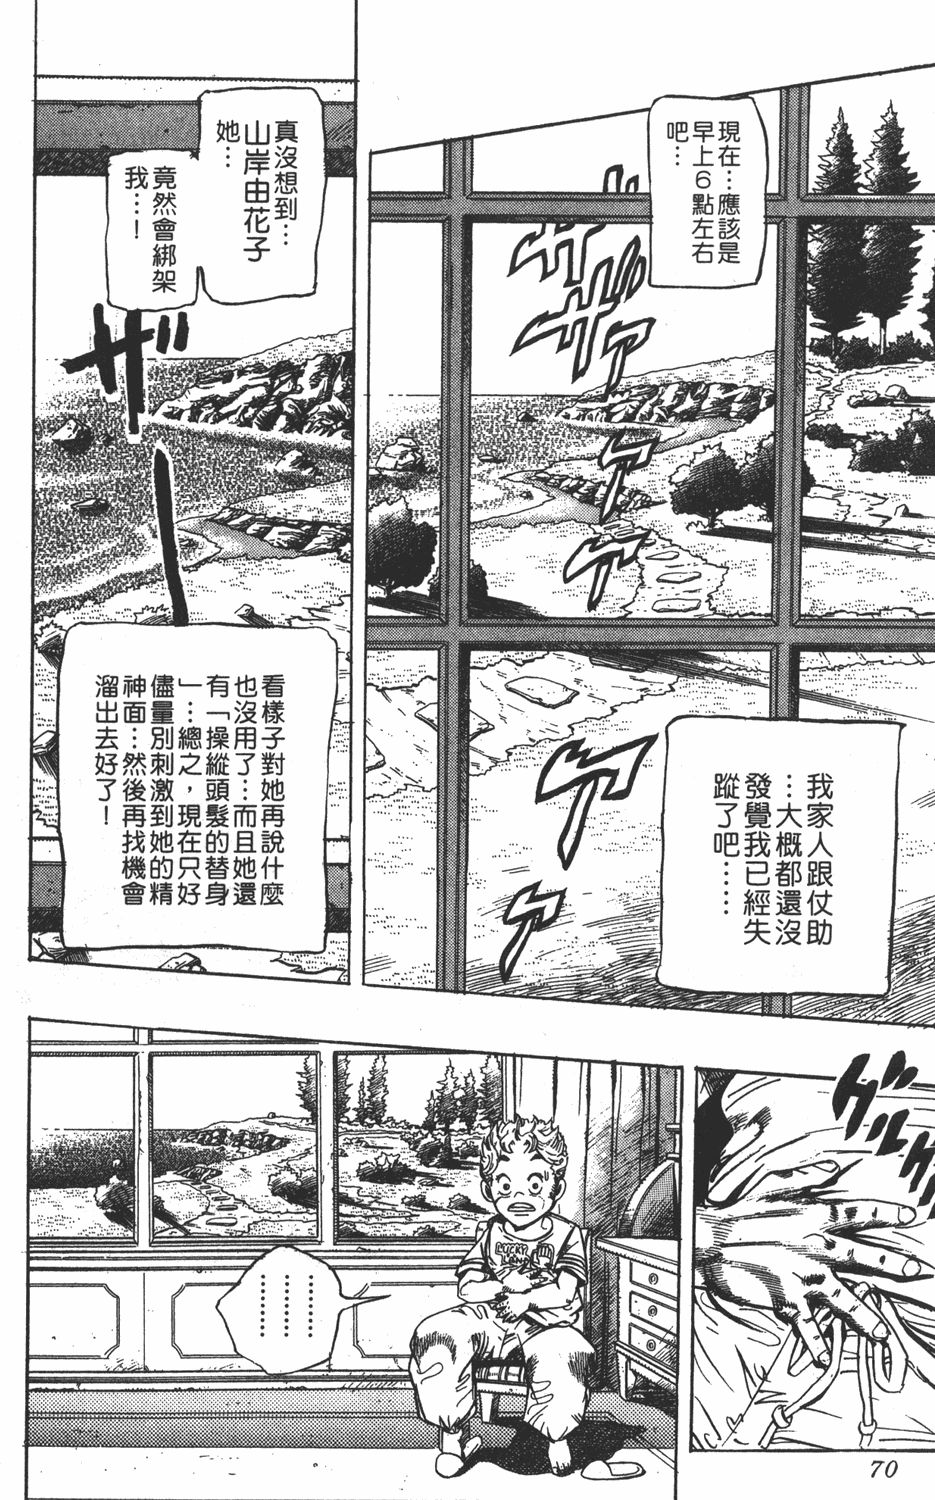 現在…應該是
早上6點左右
吧…
我家人跟仗助
…大概都還沒
發覺我已經失
蹤了吧……
真沒想到…
山岸由花子
她…
竟然會綁架
我…！
看樣子對她再說什麼
也沒用了…而且她還
有「操縱頭髮的替身
」…總之，現在只好
儘量別刺激到她的精
神面…然後再找機會
溜出去好了！
…………
…………
LUCKY
LAND
70